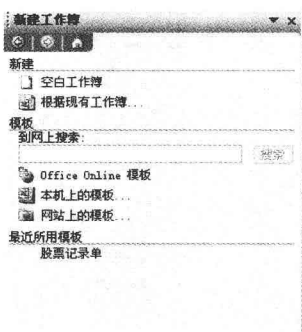 新建工作簿
新建
空白工作簿
根据现有工作簿...
模板
到网上搜索:
搜索
Office Online 模板
本机上的模板...
网站上的模板...
最近所用模板
股票记录单